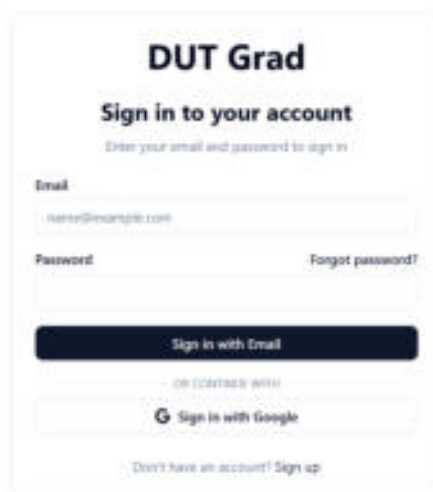 DUT Grad
Sign in to your account
Enter your email and password to sign in
Email
name@example.com
Password Forgot password?
Sign in with Email
OR CONTINUE WITH
G Sign in with Google
Don't have an account? Sign up